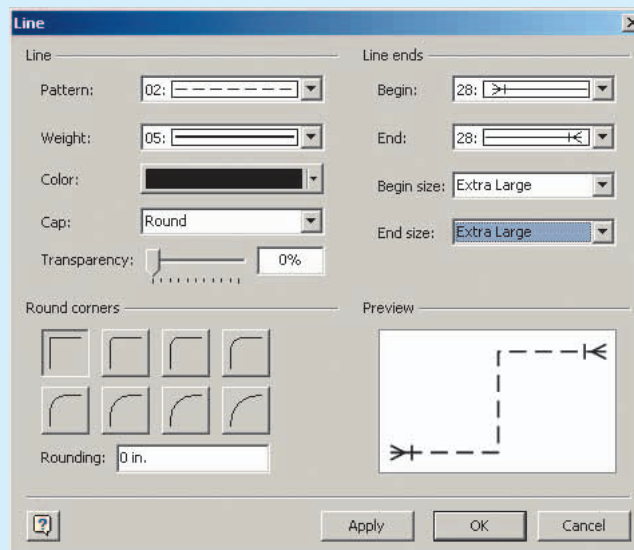 Line
Line
Pattern:
02:
Weight:
05:
Color:
Cap:
Round
Transparency:
0%
Line ends
Begin:
28:
End:
28:
Begin size:
Extra Large
End size:
Extra Large
Round corners
Rounding:
0 in.
Preview
?
Apply
OK
Cancel